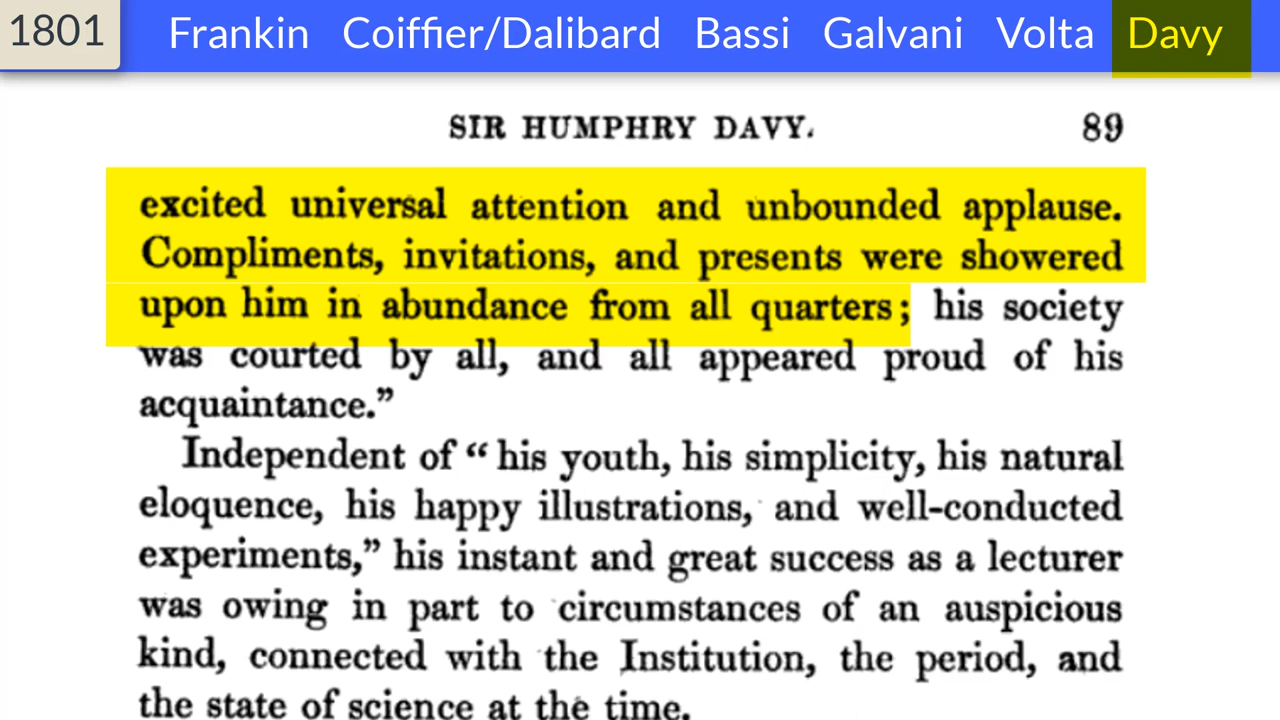 1801 Frankin Coiffier/Dalibard Bassi Galvani Volta Davy
SIR HUMPHRY DAVY. 89
excited universal attention and unbounded applause.
Compliments, invitations, and presents were showered
upon him in abundance from all quarters; his society
was courted by all, and all appeared proud of his
acquaintance.”
Independent of “ his youth, his simplicity, his natural
eloquence, his happy illustrations, and well-conducted
experiments,” his instant and great success as a lecturer
was owing in part to circumstances of an auspicious
kind, connected with the Institution, the period, and
the state of science at the time.